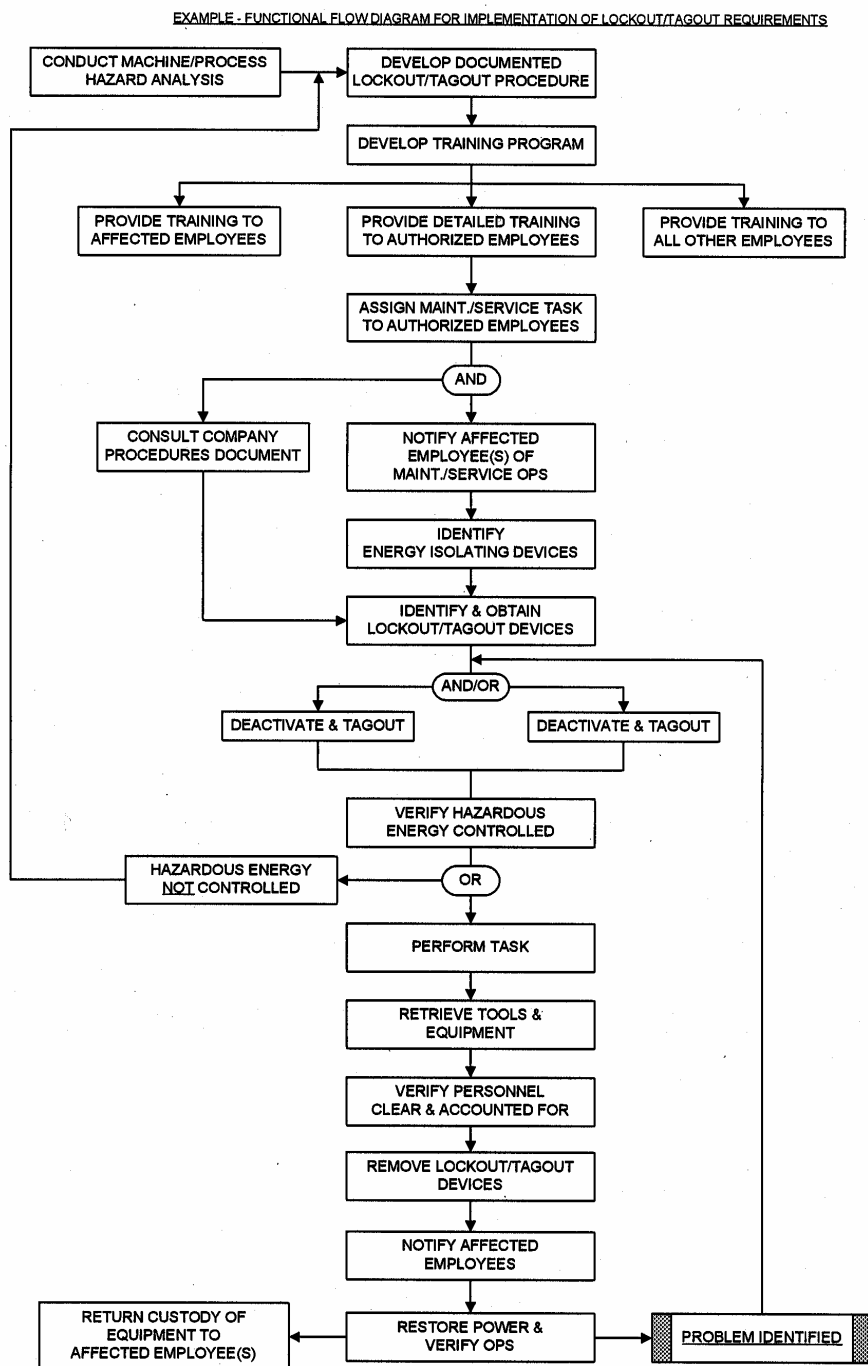 EXAMPLE - FUNCTIONAL FLOW DIAGRAM FOR IMPLEMENTATION OF LOCKOUT/TAGOUT REQUIREMENTS
CONDUCT MACHINE/PROCESS
HAZARD ANALYSIS
DEVELOP DOCUMENTED
LOCKOUT/TAGOUT PROCEDURE
DEVELOP TRAINING PROGRAM
PROVIDE TRAINING TO
AFFECTED EMPLOYEES
PROVIDE DETAILED TRAINING
TO AUTHORIZED EMPLOYEES
PROVIDE TRAINING TO
ALL OTHER EMPLOYEES
ASSIGN MAINT./SERVICE TASK
TO AUTHORIZED EMPLOYEES
AND
CONSULT COMPANY
PROCEDURES DOCUMENT
NOTIFY AFFECTED
EMPLOYEE(S) OF
MAINT./SERVICE OPS
IDENTIFY
ENERGY ISOLATING DEVICES
IDENTIFY & OBTAIN
LOCKOUT/TAGOUT DEVICES
AND/OR
DEACTIVATE & TAGOUT
DEACTIVATE & TAGOUT
VERIFY HAZARDOUS
ENERGY CONTROLLED
HAZARDOUS ENERGY
NOT CONTROLLED
OR
PERFORM TASK
RETRIEVE TOOLS &
EQUIPMENT
VERIFY PERSONNEL
CLEAR & ACCOUNTED FOR
REMOVE LOCKOUT/TAGOUT
DEVICES
NOTIFY AFFECTED
EMPLOYEES
RETURN CUSTODY OF
EQUIPMENT TO
AFFECTED EMPLOYEE(S)
RESTORE POWER &
VERIFY OPS
PROBLEM IDENTIFIED